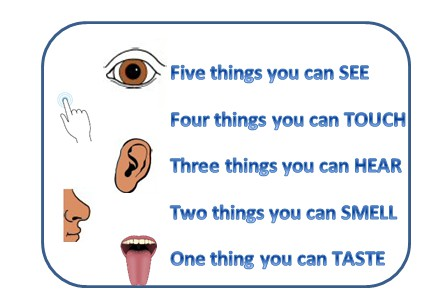 Five things you can SEE
Four things you can TOUCH
Three things you can HEAR
Two things you can SMELL
One thing you can TASTE